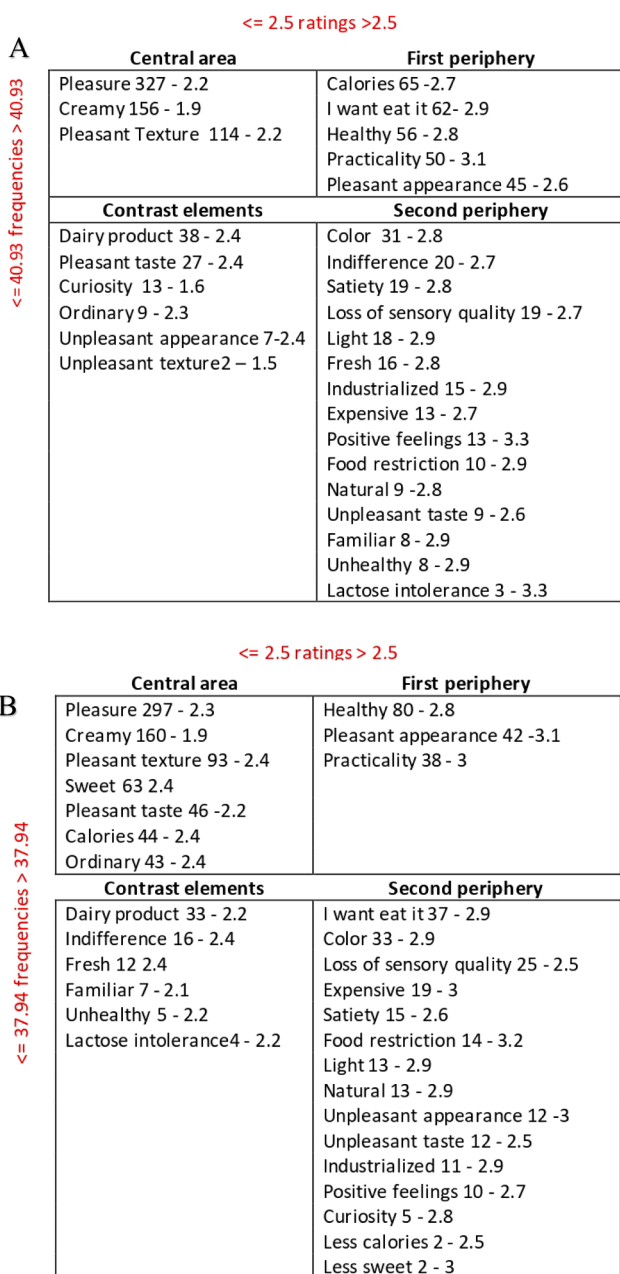 <= 2.5 ratings >2.5
A
<=40.93 frequencies > 40.93
Central area
Pleasure 327 - 2.2
Creamy 156 - 1.9
Pleasant Texture 114 - 2.2
First periphery
Calories 65 -2.7
I want eat it 62- 2.9
Healthy 56 - 2.8
Practicality 50 - 3.1
Pleasant appearance 45 - 2.6
Contrast elements
Dairy product 38 - 2.4
Pleasant taste 27 - 2.4
Curiosity 13 - 1.6
Ordinary 9 - 2.3
Unpleasant appearance 7-2.4
Unpleasant texture2 – 1.5
Second periphery
Color 31 - 2.8
Indifference 20 - 2.7
Satiety 19 - 2.8
Loss of sensory quality 19 - 2.7
Light 18 - 2.9
Fresh 16 - 2.8
Industrialized 15 - 2.9
Expensive 13 - 2.7
Positive feelings 13 - 3.3
Food restriction 10 - 2.9
Natural 9 -2.8
Unpleasant taste 9 - 2.6
Familiar 8 - 2.9
Unhealthy 8 - 2.9
Lactose intolerance 3 - 3.3
<= 2.5 ratings > 2.5
B
<= 37.94 frequencies > 37.94
Central area
Pleasure 297 - 2.3
Creamy 160 - 1.9
Pleasant texture 93 - 2.4
Sweet 63 2.4
Pleasant taste 46 -2.2
Calories 44 - 2.4
Ordinary 43 - 2.4
First periphery
Healthy 80 - 2.8
Pleasant appearance 42 -3.1
Practicality 38 - 3
Contrast elements
Dairy product 33 - 2.2
Indifference 16 - 2.4
Fresh 12 2.4
Familiar 7 - 2.1
Unhealthy 5 - 2.2
Lactose intolerance4 - 2.2
Second periphery
I want eat it 37 - 2.9
Color 33 - 2.9
Loss of sensory quality 25 - 2.5
Expensive 19 - 3
Satiety 15 - 2.6
Food restriction 14 - 3.2
Light 13 - 2.9
Natural 13 - 2.9
Unpleasant appearance 12 -3
Unpleasant taste 12 - 2.5
Industrialized 11 - 2.9
Positive feelings 10 - 2.7
Curiosity 5 - 2.8
Less calories 2 - 2.5
Less sweet 2 - 3